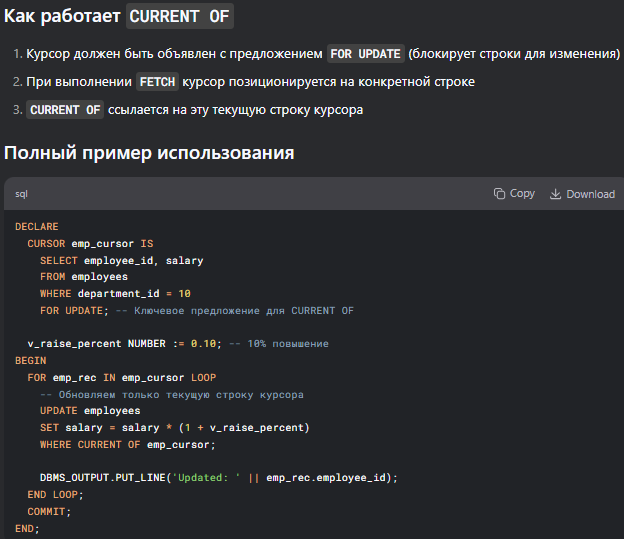 Как работает CURRENT OF
1. Курсор должен быть объявлен с предложением FOR UPDATE (блокирует строки для изменения)
2. При выполнении FETCH курсор позиционируется на конкретной строке
3. CURRENT OF ссылается на эту текущую строку курсора
Полный пример использования
sql Copy Download
DECLARE
  CURSOR emp_cursor IS
    SELECT employee_id, salary
    FROM employees
    WHERE department_id = 10
    FOR UPDATE; -- Ключевое предложение для CURRENT OF

  v_raise_percent NUMBER := 0.10; -- 10% повышение
BEGIN
  FOR emp_rec IN emp_cursor LOOP
    -- Обновляем только текущую строку курсора
    UPDATE employees
    SET salary = salary * (1 + v_raise_percent)
    WHERE CURRENT OF emp_cursor;

    DBMS_OUTPUT.PUT_LINE('Updated: ' || emp_rec.employee_id);
  END LOOP;
  COMMIT;
END;